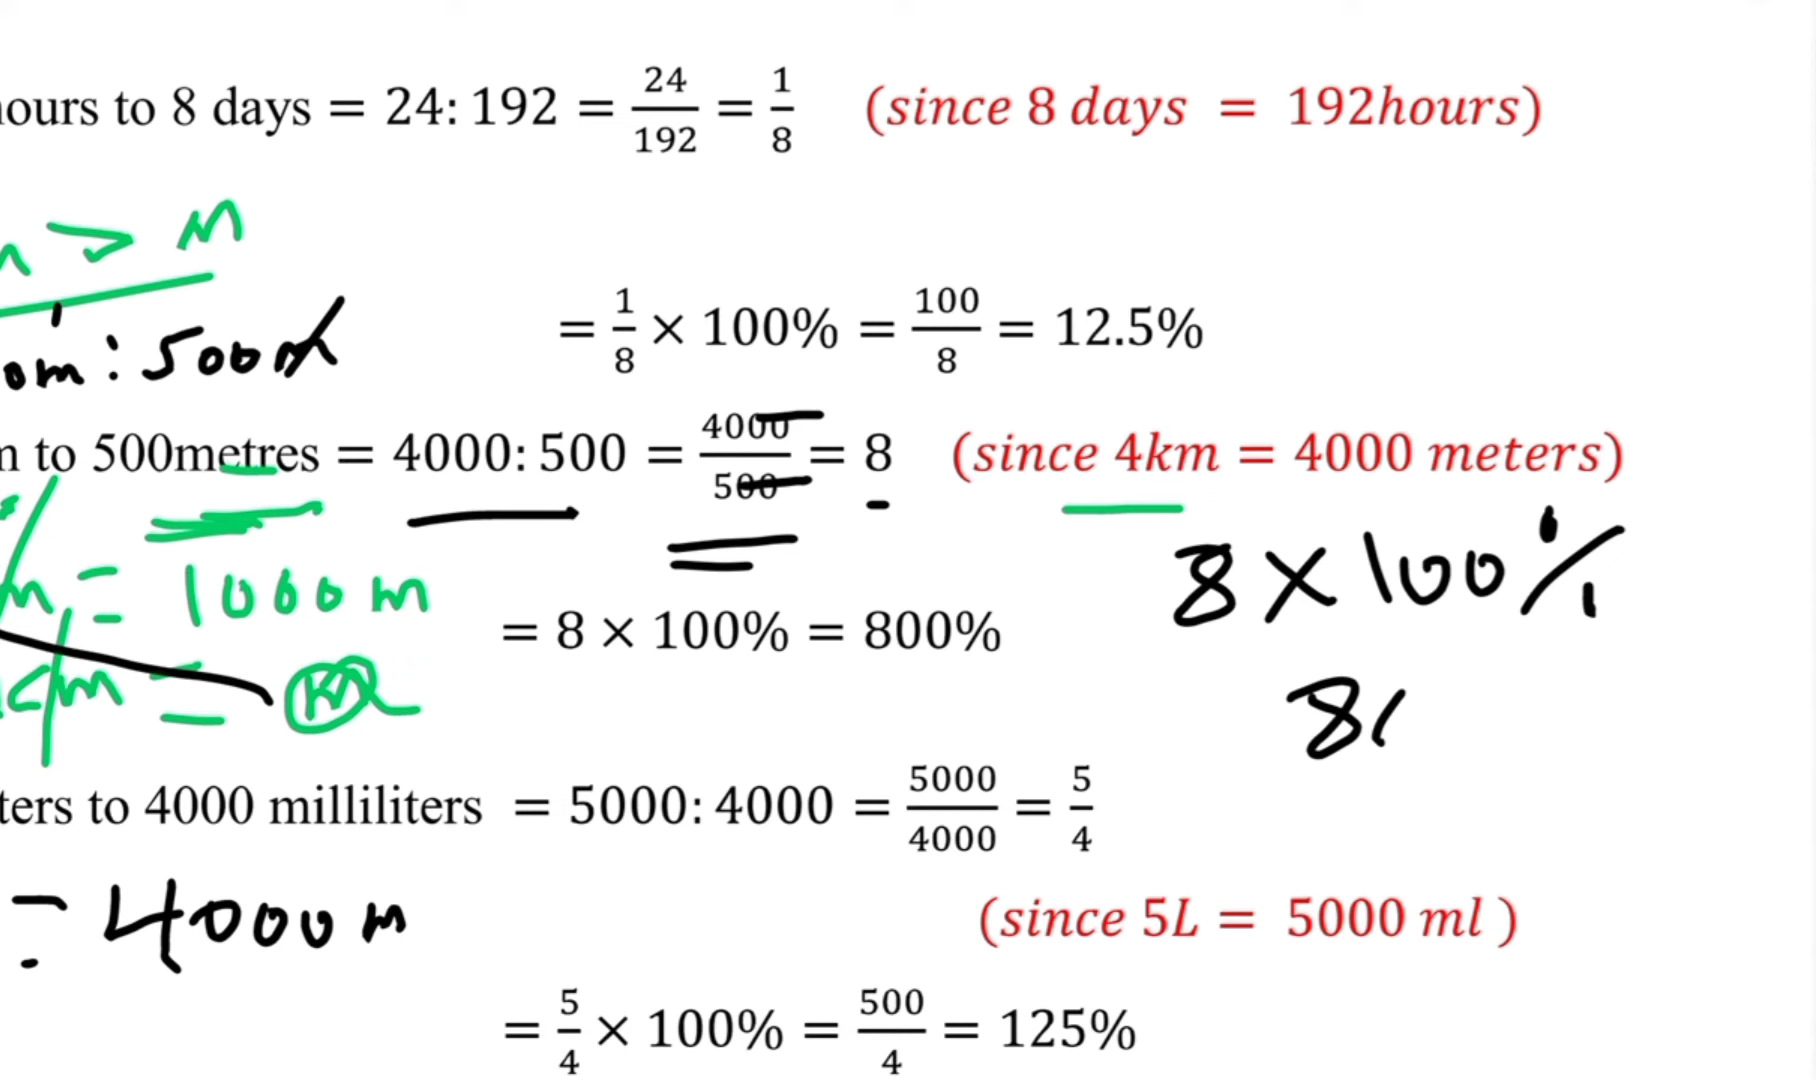 ours to 8 days = 24: 192 = 24/192 = 1/8 (since 8 days = 192hours)
> m
= 1/8 × 100% = 100/8 = 12.5%
0m : 500m
m to 500metres = 4000: 500 = 4000/500 = 8 (since 4km = 4000 meters)
8 × 100%
m = 1000 m
= 8 × 100% = 800%
m =
8
ters to 4000 milliliters = 5000: 4000 = 5000/4000 = 5/4
= 4000 m
(since 5L = 5000 ml )
= 5/4 × 100% = 500/4 = 125%